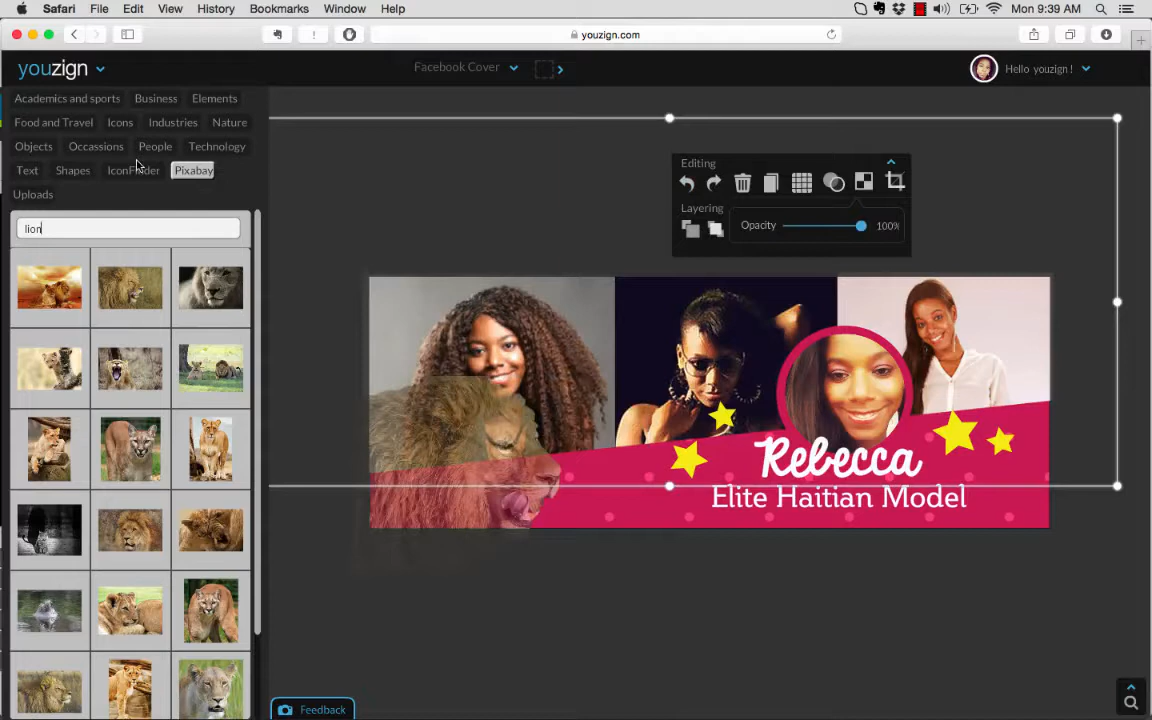 Safari File Edit View History Bookmarks Window Help Mon 9:39 AM
youzign.com
youzign Facebook Cover Hello youzign !
Academics and sports Business Elements
Food and Travel Icons Industries Nature
Objects Occassions People Technology
Text Shapes IconFinder Pixabay
Uploads
lion
Editing
Layering
Opacity 100%
Rebecca
Elite Haitian Model
Feedback